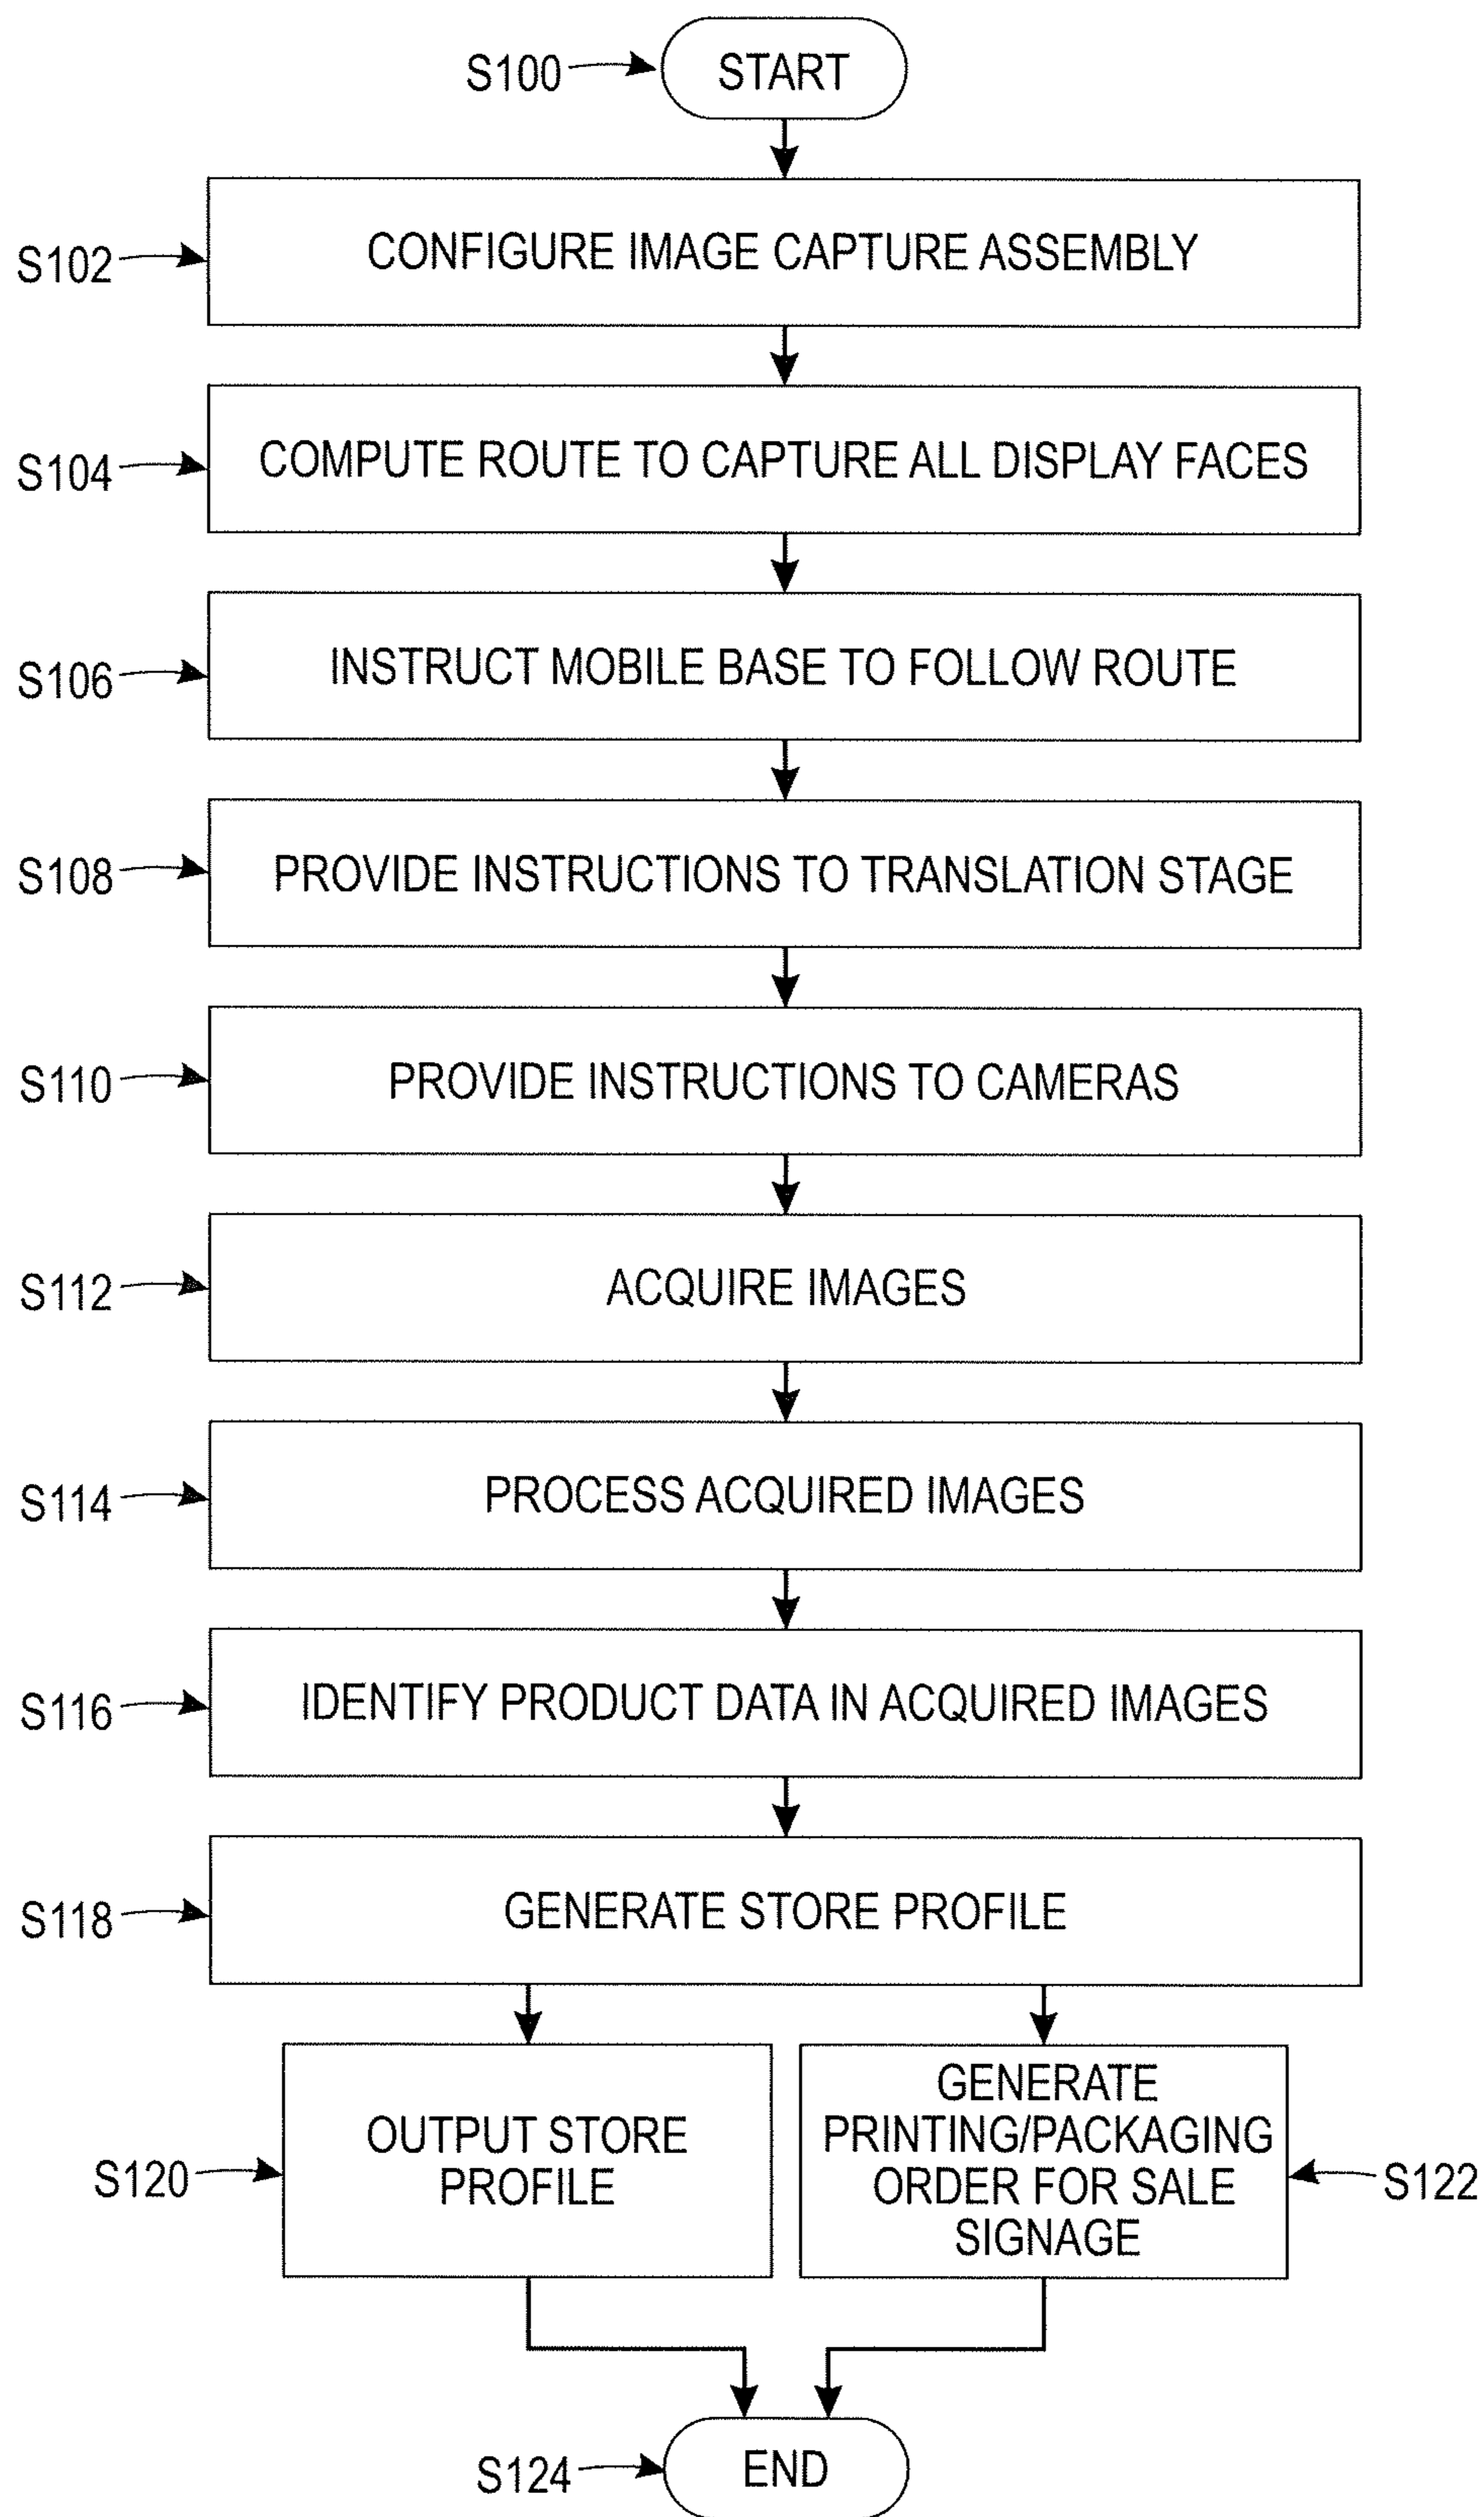 S100
START
S102
CONFIGURE IMAGE CAPTURE ASSEMBLY
S104
COMPUTE ROUTE TO CAPTURE ALL DISPLAY FACES
S106
INSTRUCT MOBILE BASE TO FOLLOW ROUTE
S108
PROVIDE INSTRUCTIONS TO TRANSLATION STAGE
S110
PROVIDE INSTRUCTIONS TO CAMERAS
S112
ACQUIRE IMAGES
S114
PROCESS ACQUIRED IMAGES
S116
IDENTIFY PRODUCT DATA IN ACQUIRED IMAGES
S118
GENERATE STORE PROFILE
S120
OUTPUT STORE
PROFILE
GENERATE
PRINTING/PACKAGING
ORDER FOR SALE
SIGNAGE
S122
S124
END